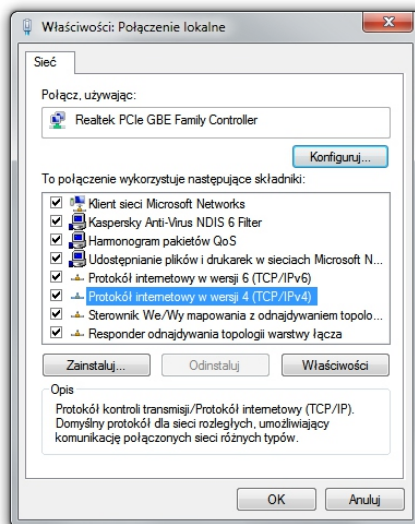 Właściwości: Połączenie lokalne
Sieć
Połącz, używając:
Realtek PCIe GBE Family Controller
Konfiguruj...
To połączenie wykorzystuje następujące składniki:
Klient sieci Microsoft Networks
Kaspersky Anti-Virus NDIS 6 Filter
Harmonogram pakietów QoS
Udostępnianie plików i drukarek w sieciach Microsoft N...
Protokół internetowy w wersji 6 (TCP/IPv6)
Protokół internetowy w wersji 4 (TCP/IPv4)
Sterownik We/Wy mapowania z odnajdywaniem topolo...
Responder odnajdywania topologii warstwy łącza
Zainstaluj... Odinstaluj Właściwości
Opis
Protokół kontroli transmisji/Protokół internetowy (TCP/IP).
Domyślny protokół dla sieci rozległych, umożliwiający
komunikację połączonych sieci różnych typów.
OK Anuluj